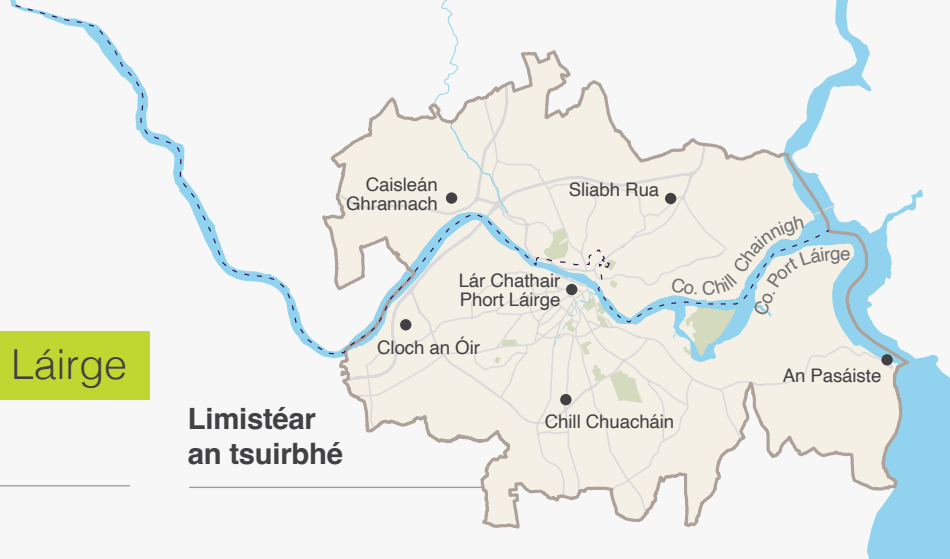 Caisleán
Ghrannach
Sliabh Rua
Co. Chill Chainnigh
Co. Port Láirge
Lár Chathair
Phort Láirge
Cloch an Óir
Láirge
An Pasáiste
Limistéar
an tsuirbhé
Chill Chuacháin